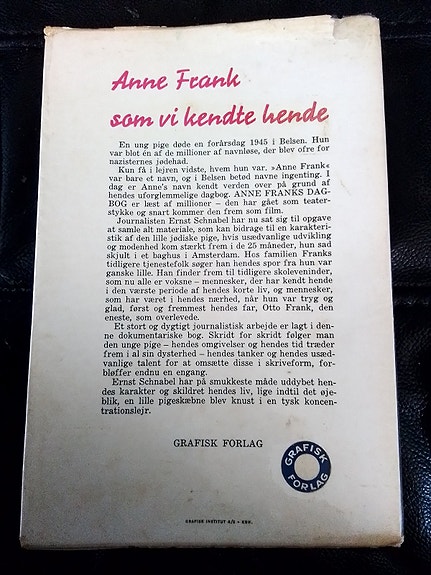 Anne Frank
som vi kendte hende
En ung pige døde en forårsdag 1945 i Belsen. Hun
var blot én af de millioner af navnløse, der blev ofre for
nazisternes jødehad.
Kun få i lejren vidste, hvem hun var. »Anne Frank«
var bare et navn, og i Belsen betød navne ingenting. I
dag er Anne's navn kendt verden over på grund af
hendes uforglemmelige dagbog. ANNE FRANKS DAG-
BOG er læst af millioner – den har gået som teater-
stykke og snart kommer den frem som film.
Journalisten Ernst Schnabel har nu sat sig til opgave
at samle alt materiale, som kan bidrage til en karakteri-
stik af den lille jødiske pige, hvis usædvanlige udvikling
og modenhed kom stærkt frem i de 25 måneder, hun sad
skjult i et baghus i Amsterdam. Hos familien Franks
tidligere tjenestefolk søger han hendes spor fra hun var
ganske lille. Han finder frem til tidligere skoleveninder,
som nu alle er voksne – mennesker, der har kendt hende
i den værste periode af hendes korte liv, og mennesker,
som har været i hendes nærhed, når hun var tryg og
glad, først og fremmest hendes far, Otto Frank, den
eneste, som overlevede.
Et stort og dygtigt journalistisk arbejde er lagt i den-
ne dokumentariske bog. Skridt for skridt følger man
den unge pige – hendes omgivelser og hendes tid træder
frem i al sin dysterhed – hendes tanker og hendes usæd-
vanlige talent for at omsætte disse i skriveform, for-
bløffer endnu en engang.
Ernst Schnabel har på smukkeste måde uddybet hen-
des karakter og skildret hendes liv, lige indtil det øje-
blik, en lille pigeskæbne blev knust i en tysk koncen-
trationslejr.
GRAFISK FORLAG
GRAFISK
FORLAG
GRAFISK INSTITUT A/S - KBH.